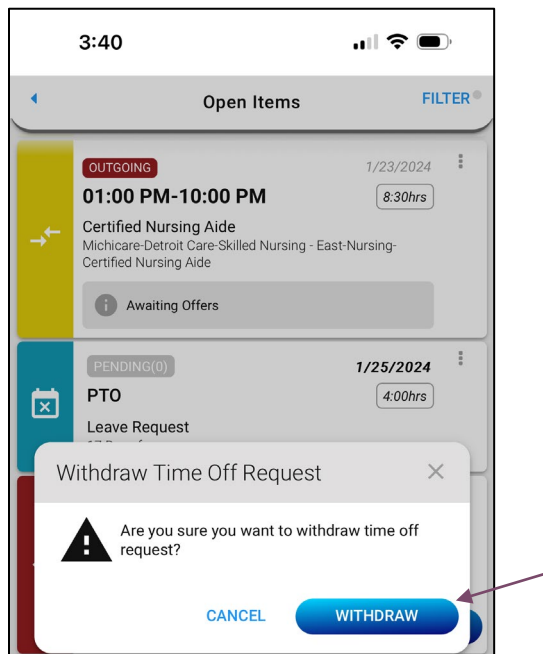 3:40
Open Items
FILTER
OUTGOING
1/23/2024
01:00 PM-10:00 PM
8:30hrs
Certified Nursing Aide
Michicare-Detroit Care-Skilled Nursing - East-Nursing-
Certified Nursing Aide
Awaiting Offers
PENDING(0)
1/25/2024
PTO
4:00hrs
Leave Request
Withdraw Time Off Request
Are you sure you want to withdraw time off
request?
CANCEL
WITHDRAW